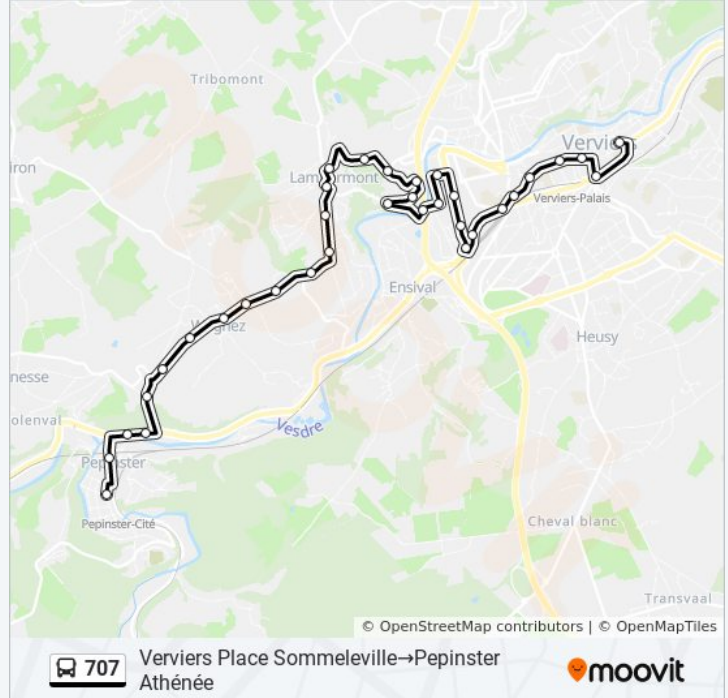 Tribomont
Verviers
iron
Lambermont
Verviers-Palais
Ensival
Wegnez
Heusy
nesse
olenval
Vesdre
Pepinster
Pepinster-Cité
Cheval blanc
Transvaal
© OpenStreetMap contributors | © OpenMapTiles
707
Verviers Place Sommeleville→Pepinster
Athénée
moovit